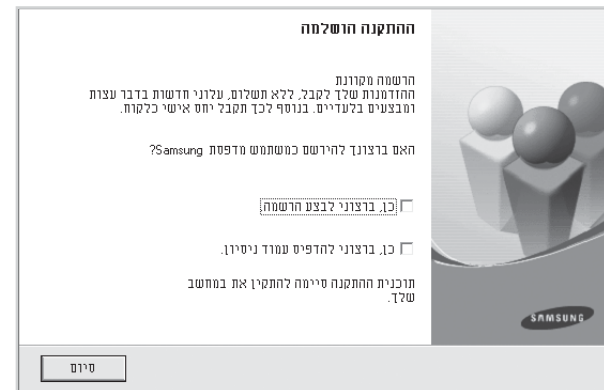 ההתקנה הושלמה
הרשמה מקוונת
ההזדמנות שלך לקבל, ללא תשלום, עלוני חדשות בדבר עצות
ומבצעים בלעדיים. בנוסף לכך תקבל יחס אישי כלקוח.
האם ברצונך להירשם כמשתמש מדפסת Samsung?
כן, ברצוני לבצע הרשמה.
כן, ברצוני להדפיס עמוד ניסיון.
תוכנית ההתקנה סיימה להתקין את במחשב
שלך.
SAMSUNG
סיום